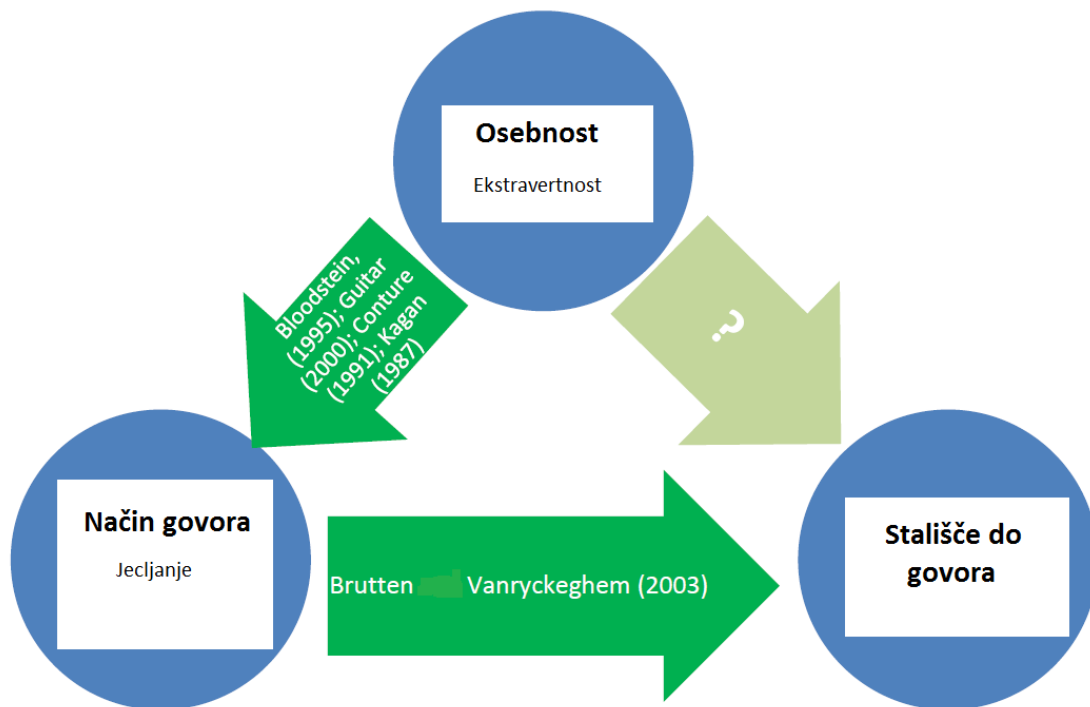 Osebnost
Ekstravertnost
Bloodstein,
(1995); Guitar
(2000); Conture
(1991); Kagan
(1987)
?
Način govora
Jecljanje
Brutten Vanryckeghem (2003)
Stališče do
govora